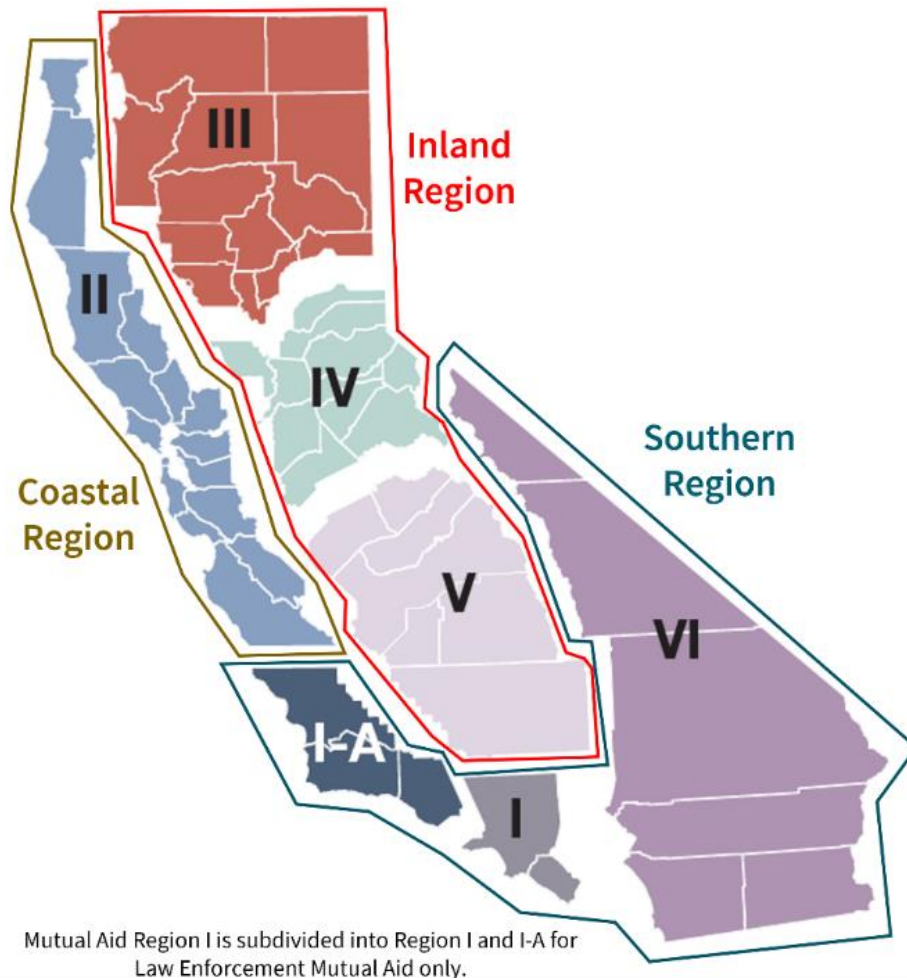 III
Inland
Region
II
IV
Southern
Region
Coastal
Region
V
VI
I-A
I
Mutual Aid Region I is subdivided into Region I and I-A for
Law Enforcement Mutual Aid only.